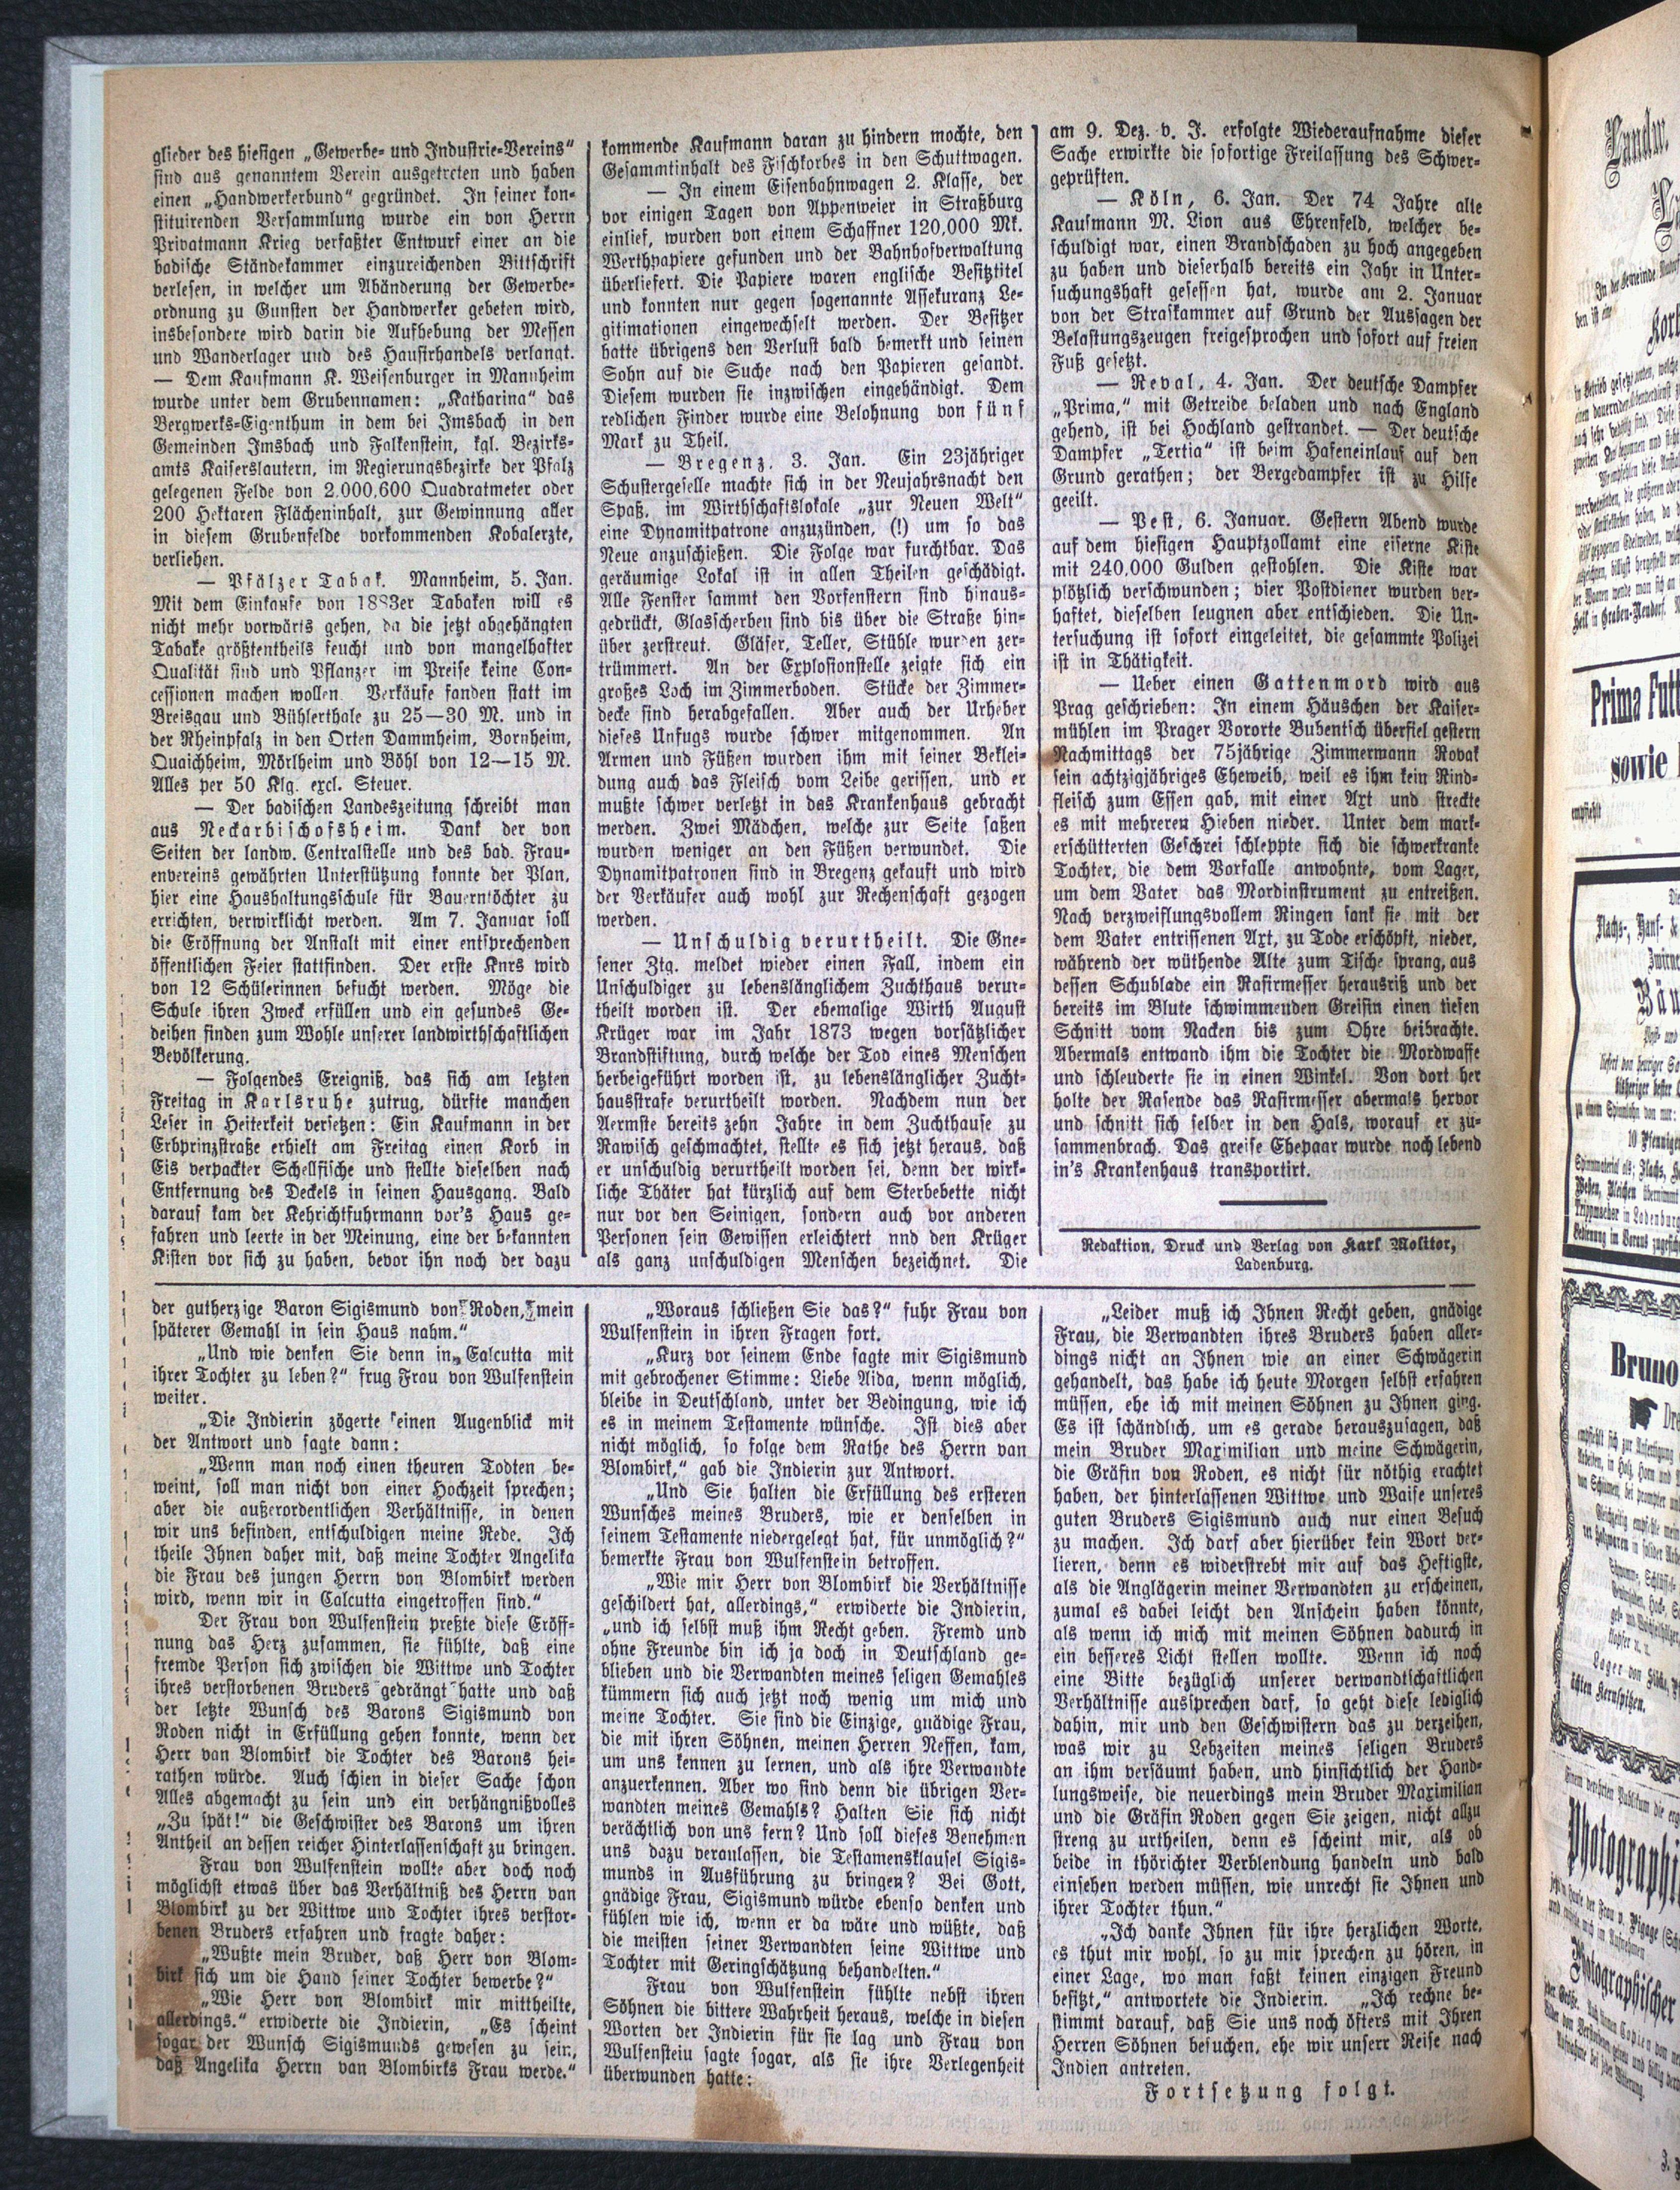 glieder des hiesigen „Gewerbe- und Industrie-Vereins“
sind aus genanntem Verein ausgetreten und haben
einen „Handwerkerbund“ gegründet. In seiner kon-
stituirenden Versammlung wurde ein von Herrn
Privatmann Krieg verfaßter Entwurf einer an die
badische Ständekammer einzureichenden Bittschrift
verlesen, in welcher um Abänderung der Gewerbe-
ordnung zu Gunsten der Handwerker gebeten wird,
insbesondere wird darin die Aufhebung der Messen
und Wanderlager und des Hausirhandels verlangt.
— Dem Kaufmann K. Weisenburger in Mannheim
wurde unter dem Grubennamen: „Katharina“ das
Bergwerks-Eigenthum in dem bei Imsbach in den
Gemeinden Imsbach und Falkenstein, kgl. Bezirks-
amts Kaiserslautern, im Regierungsbezirke der Pfalz
gelegenen Felde von 2,000,600 Quadratmeter oder
200 Hektaren Flächeninhalt, zur Gewinnung aller
in diesem Grubenfelde vorkommenden Kobalerzte,
verliehen.
— Pfälzer Tabak. Mannheim, 5. Jan.
Mit dem Einkaufe von 1883er Tabaken will es
nicht mehr vorwärts gehen, da die jetzt abgehängten
Tabake größtentheils feucht und von mangelhafter
Qualität sind und Pflanzer im Preise keine Con-
cessionen machen wollen. Verkäufe fanden statt im
Breisgau und Bühlerthale zu 25—30 M. und in
der Rheinpfalz in den Orten Dammheim, Bornheim,
Quaichheim, Mörlheim und Böhl von 12—15 M.
Alles per 50 Klg. excl. Steuer.
— Der badischen Landeszeitung schreibt man
aus Neckarbischofsheim. Dank der von
Seiten der landw. Centralstelle und des bad. Frau-
envereins gewährten Unterstützung konnte der Plan,
hier eine Haushaltungsschule für Bauerntöchter zu
errichten, verwirklicht werden. Am 7. Januar soll
die Eröffnung der Anstalt mit einer entsprechenden
öffentlichen Feier stattfinden. Der erste Knrs wird
von 12 Schülerinnen besucht werden. Möge die
Schule ihren Zweck erfüllen und ein gesundes Ge-
deihen finden zum Wohle unserer landwirthschaftlichen
Bevölkerung.
— Folgendes Ereigniß, das sich am letzten
Freitag in Karlsruhe zutrug, dürfte manchen
Leser in Heiterkeit versetzen: Ein Kaufmann in der
Erbprinzstraße erhielt am Freitag einen Korb in
Eis verpackter Schellfische und stellte dieselben nach
Entfernung des Deckels in seinen Hausgang. Bald
darauf kam der Kehrichtfuhrmann vor's Haus ge-
fahren und leerte in der Meinung, eine der bekannten
Kisten vor sich zu haben, bevor ihn noch der dazu
kommende Kaufmann daran zu hindern mochte, den
Gesammtinhalt des Fischkorbes in den Schuttwagen.
— In einem Eisenbahnwagen 2. Klasse, der
vor einigen Tagen von Appenweier in Straßburg
einlief, wurden von einem Schaffner 120,000 Mk.
Werthpapiere gefunden und der Bahnhofverwaltung
überliefert. Die Papiere waren englische Besitztitel
und konnten nur gegen sogenannte Assekuranz Le-
gitimationen eingewechselt werden. Der Besitzer
hatte übrigens den Verlust bald bemerkt und seinen
Sohn auf die Suche nach den Papieren gesandt.
Diesem wurden sie inzwischen eingehändigt. Dem
redlichen Finder wurde eine Belohnung von fünf
Mark zu Theil.
— Bregenz, 3. Jan. Ein 23jähriger
Schustergeselle machte sich in der Neujahrsnacht den
Spaß, im Wirthschaftslokale „zur Neuen Welt“
eine Dynamitpatrone anzuzünden, (!) um so das
Neue anzuschießen. Die Folge war furchtbar. Das
geräumige Lokal ist in allen Theilen geschädigt.
Alle Fenster sammt den Vorfenstern sind hinaus-
gedrückt, Glasscherben sind bis über die Straße hin-
über zerstreut. Gläser, Teller, Stühle wurden zer-
trümmert. An der Explosionstelle zeigte sich ein
großes Loch im Zimmerboden. Stücke der Zimmer-
decke sind herabgefallen. Aber auch der Urheber
dieses Unfugs wurde schwer mitgenommen. An
Armen und Füßen wurden ihm mit seiner Beklei-
dung auch das Fleisch vom Leibe gerissen, und er
mußte schwer verletzt in das Krankenhaus gebracht
werden. Zwei Mädchen, welche zur Seite saßen
wurden weniger an den Füßen verwundet. Die
Dynamitpatronen sind in Bregenz gekauft und wird
der Verkäufer auch wohl zur Rechenschaft gezogen
werden.
— Unschuldig verurtheilt. Die Gne-
sener Ztg. meldet wieder einen Fall, indem ein
Unschuldiger zu lebenslänglichem Zuchthaus verur-
theilt worden ist. Der ehemalige Wirth August
Krüger war im Jahr 1873 wegen vorsätzlicher
Brandstiftung, durch welche der Tod eines Menschen
herbeigeführt worden ist, zu lebenslänglicher Zucht-
hausstrafe verurtheilt worden. Nachdem nun der
Aermste bereits zehn Jahre in dem Zuchthause zu
Rawisch geschmachtet, stellte es sich jetzt heraus, daß
er unschuldig verurtheilt worden sei, denn der wirk-
liche Thäter hat kürzlich auf dem Sterbebette nicht
nur vor den Seinigen, sondern auch vor anderen
Personen sein Gewissen erleichtert nnd den Krüger
als ganz unschuldigen Menschen bezeichnet. Die
am 9. Dez. v. J. erfolgte Wiederaufnahme dieser
Sache erwirkte die sofortige Freilassung des Schwer-
geprüften.
— Köln, 6. Jan. Der 74 Jahre alte
Kaufmann M. Lion aus Ehrenfeld, welcher be-
schuldigt war, einen Brandschaden zu hoch angegeben
zu haben und dieserhalb bereits ein Jahr in Unter-
suchungshaft gesessen hat, wurde am 2. Januar
von der Straskammer auf Grund der Aussagen der
Belastungszeugen freigesprochen und sofort auf freien
Fuß gesetzt.
— Reval, 4. Jan. Der deutsche Dampfer
„Prima,“ mit Getreide beladen und nach England
gehend, ist bei Hochland gestrandet. — Der deutsche
Dampfer „Tertia“ ist beim Hafeneinlauf auf den
Grund gerathen; der Bergedampfer ist zu Hilfe
geeilt.
— Pest, 6. Januar. Gestern Abend wurde
auf dem hiesigen Hauptzollamt eine eiserne Kiste
mit 240,000 Gulden gestohlen. Die Kiste war
plötzlich verschwunden; vier Postdiener wurden ver-
haftet, dieselben leugnen aber entschieden. Die Un-
tersuchung ist sofort eingeleitet, die gesammte Polizei
ist in Thätigkeit.
— Ueber einen Gattenmord wird aus
Prag geschrieben: In einem Häuschen der Kaiser-
mühlen im Prager Vororte Bubentsch überfiel gestern
Nachmittags der 75jährige Zimmermann Rovak
sein achtzigjähriges Eheweib, weil es ihm kein Rind-
fleisch zum Essen gab, mit einer Axt und streckte
es mit mehreren Hieben nieder. Unter dem mark-
erschütterten Geschrei schleppte sich die schwerkranke
Tochter, die dem Vorfalle anwohnte, vom Lager,
um dem Vater das Mordinstrument zu entreißen.
Nach verzweiflungsvollem Ringen sank sie mit der
dem Vater entrissenen Axt, zu Tode erschöpft, nieder,
während der wüthende Alte zum Tische sprang, aus
dessen Schublade ein Rasirmesser herausriß und der
bereits im Blute schwimmenden Greisin einen tiefen
Schnitt vom Nacken bis zum Ohre beibrachte.
Abermals entwand ihm die Tochter die Mordwaffe
und schleuderte sie in einen Winkel. Von dort her
holte der Rasende das Rasirmesser abermals hervor
und schnitt sich selber in den Hals, worauf er zu-
sammenbrach. Das greise Ehepaar wurde noch lebend
in's Krankenhaus transportirt.
Redaktion, Druck und Verlag von Karl Molitor,
Ladenburg.
der gutherzige Baron Sigismund von Roden, mein
späterer Gemahl in sein Haus nahm.“
„Und wie denken Sie denn in Calcutta mit
ihrer Tochter zu leben?“ frug Frau von Wulfenstein
weiter.
„Die Indierin zögerte einen Augenblick mit
der Antwort und sagte dann:
„Wenn man noch einen theuren Todten be-
weint, soll man nicht von einer Hochzeit sprechen;
aber die außerordentlichen Verhältnisse, in denen
wir uns befinden, entschuldigen meine Rede. Ich
theile Ihnen daher mit, daß meine Tochter Angelika
die Frau des jungen Herrn von Blombirk werden
wird, wenn wir in Calcutta eingetroffen sind.“
Der Frau von Wulfenstein preßte diese Eröff-
nung das Herz zusammen, sie fühlte, daß eine
fremde Person sich zwischen die Wittwe und Tochter
ihres verstorbenen Bruders gedrängt hatte und daß
der letzte Wunsch des Barons Sigismund von
Roden nicht in Erfüllung gehen konnte, wenn der
Herr van Blombirk die Tochter des Barons hei-
rathen würde. Auch schien in dieser Sache schon
Alles abgemacht zu sein und ein verhängnißvolles
„Zu spät!“ die Geschwister des Barons um ihren
Antheil an dessen reicher Hinterlassenschaft zu bringen.
Frau von Wulfenstein wollte aber doch noch
möglichst etwas über das Verhältniß des Herrn van
Blombirk zu der Wittwe und Tochter ihres verstor-
benen Bruders erfahren und fragte daher:
„Wußte mein Bruder, daß Herr von Blom-
birk sich um die Hand seiner Tochter bewerbe?“
„Wie Herr von Blombirk mir mittheilte,
allerdings.“ erwiderte die Indierin, „Es scheint
sogar der Wunsch Sigismunds gewesen zu sein,
daß Angelika Herrn van Blombirks Frau werde.“
„Woraus schließen Sie das?“ fuhr Frau von
Wulfenstein in ihren Fragen fort.
„Kurz vor seinem Ende sagte mir Sigismund
mit gebrochener Stimme: Liebe Aida, wenn möglich,
bleibe in Deutschland, unter der Bedingung, wie ich
es in meinem Testamente wünsche. Ist dies aber
nicht möglich, so folge dem Rathe des Herrn van
Blombirk,“ gab die Indierin zur Antwort.
„Und Sie halten die Erfüllung des ersteren
Wunsches meines Bruders, wie er denselben in
seinem Testamente niedergelegt hat, für unmöglich?“
bemerkte Frau von Wulfenstein betroffen.
„Wie mir Herr von Blombirk die Verhältnisse
geschildert hat, allerdings,“ erwiderte die Indierin,
„und ich selbst muß ihm Recht geben. Fremd und
ohne Freunde bin ich ja doch in Deutschland ge-
blieben und die Verwandten meines seligen Gemahles
kümmern sich auch jetzt noch wenig um mich und
meine Tochter. Sie sind die Einzige, gnädige Frau,
die mit ihren Söhnen, meinen Herren Neffen, kam,
um uns kennen zu lernen, und als ihre Verwandte
anzuerkennen. Aber wo sind denn die übrigen Ver-
wandten meines Gemahls? Halten Sie sich nicht
verächtlich von uns fern? Und soll dieses Benehmen
uns dazu veranlassen, die Testamensklausel Sigis-
munds in Ausführung zu bringen? Bei Gott,
gnädige Frau, Sigismund würde ebenso denken und
fühlen wie ich, wenn er da wäre und wüßte, daß
die meisten seiner Verwandten seine Wittwe und
Tochter mit Geringschätzung behandelten.“
Frau von Wulfenstein fühlte nebst ihren
Söhnen die bittere Wahrheit heraus, welche in diesen
Worten der Indierin für sie lag und Frau von
Wulfensteiu sagte sogar, als sie ihre Verlegenheit
überwunden hatte:
„Leider muß ich Ihnen Recht geben, gnädige
Frau, die Verwandten ihres Bruders haben aller-
dings nicht an Ihnen wie an einer Schwägerin
gehandelt, das habe ich heute Morgen selbst erfahren
müssen, ehe ich mit meinen Söhnen zu Ihnen ging.
Es ist schändlich, um es gerade herauszusagen, daß
mein Bruder Maximilian und meine Schwägerin,
die Gräfin von Roden, es nicht für nöthig erachtet
haben, der hinterlassenen Wittwe und Waise unseres
guten Bruders Sigismund auch nur einen Besuch
zu machen. Ich darf aber hierüber kein Wort ver-
lieren, denn es widerstrebt mir auf das Heftigste,
als die Anglägerin meiner Verwandten zu erscheinen,
zumal es dabei leicht den Anschein haben könnte,
als wenn ich mich mit meinen Söhnen dadurch in
ein besseres Licht stellen wollte. Wenn ich noch
eine Bitte bezüglich unserer verwandtschaftlichen
Verhältnisse aussprechen darf, so geht diese lediglich
dahin, mir und den Geschwistern das zu verzeihen,
was wir zu Lebzeiten meines seligen Bruders
an ihm versäumt haben, und hinsichtlich der Hand-
lungsweise, die neuerdings mein Bruder Maximilian
und die Gräfin Roden gegen Sie zeigen, nicht allzu
streng zu urtheilen, denn es scheint mir, als ob
beide in thörichter Verblendung handeln und bald
einsehen werden müssen, wie unrecht sie Ihnen und
ihrer Tochter thun.“
„Ich danke Ihnen für ihre herzlichen Worte,
es thut mir wohl, so zu mir sprechen zu hören, in
einer Lage, wo man faßt keinen einzigen Freund
besitzt,“ antwortete die Indierin. „Ich rechne be-
stimmt darauf, daß Sie uns noch öfters mit Ihren
Herren Söhnen besuchen, ehe wir unserr Reise nach
Indien antreten.
Fortsetzung folgt.
Landw.
In der Gemeinde
ben ist eine
Prima Futt
sowie
empfiehlt
Flachs-, Hanf- &
10 Pfennige
Bruno
Lager von
ächten Kernspitzen.
Photographi
Photographischer